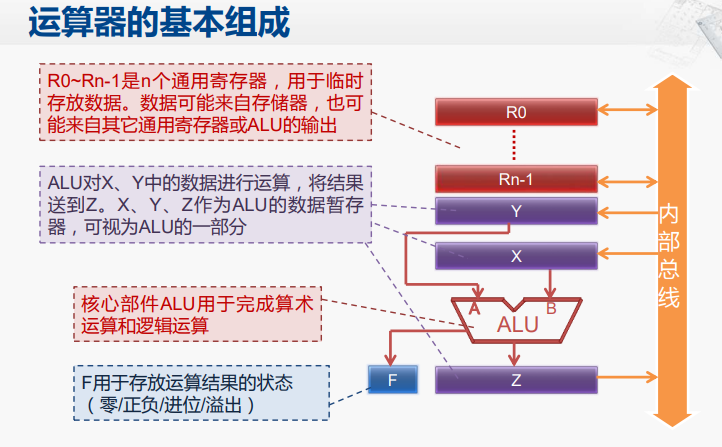 运算器的基本组成
R0~Rn-1是n个通用寄存器，用于临时
存放数据。数据可能来自存储器，也可
能来自其它通用寄存器或ALU的输出
R0
Rn-1
ALU对X、Y中的数据进行运算，将结果
送到Z。X、Y、Z作为ALU的数据暂存
器，可视为ALU的一部分
Y
X
内部总线
核心部件ALU用于完成算术
运算和逻辑运算
A
B
ALU
F用于存放运算结果的状态
（零/正负/进位/溢出）
F
Z